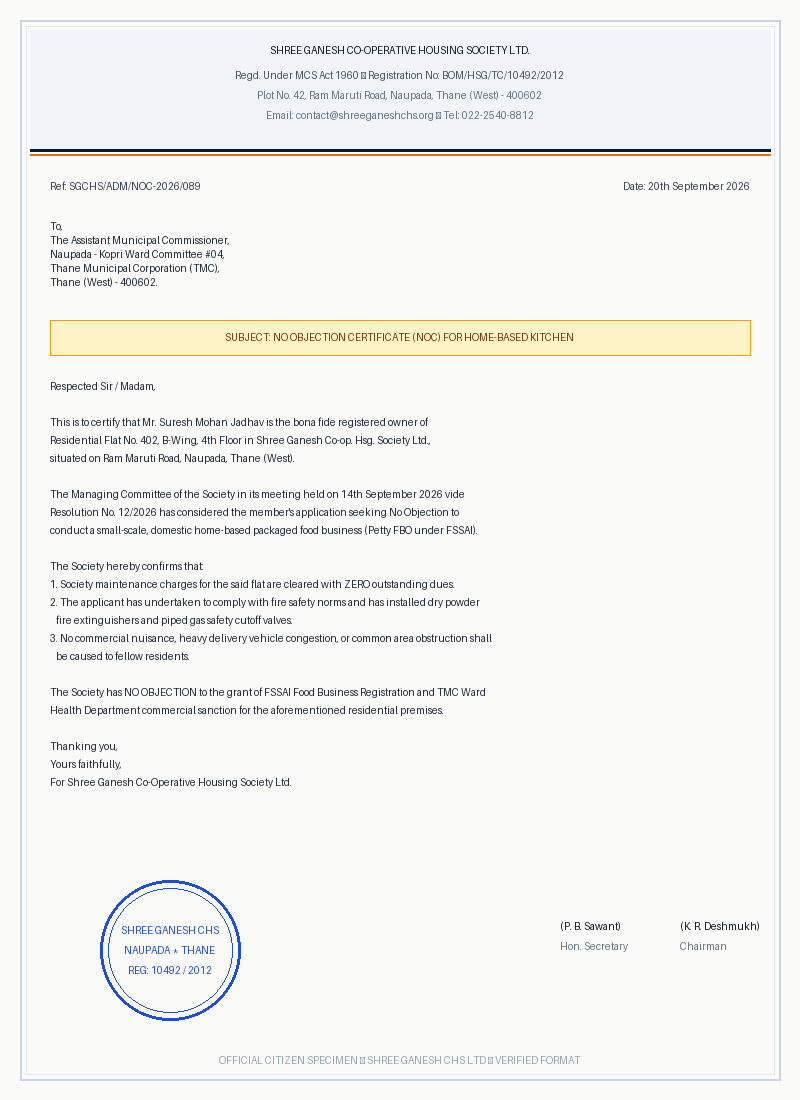 SHREE GANESH CO-OPERATIVE HOUSING SOCIETY LTD.
Regd. Under MCS Act 1960 □ Registration No: BOM/HSG/TC/10492/2012
Plot No. 42, Ram Maruti Road, Naupada, Thane (West) - 400602
Email: contact@shreeganeshchs.org □ Tel: 022-2540-8812
Ref: SGCHS/ADM/NOC-2026/089
Date: 20th September 2026
To,
The Assistant Municipal Commissioner,
Naupada - Kopri Ward Committee #04,
Thane Municipal Corporation (TMC),
Thane (West) - 400602.
SUBJECT: NO OBJECTION CERTIFICATE (NOC) FOR HOME-BASED KITCHEN
Respected Sir / Madam,
This is to certify that Mr. Suresh Mohan Jadhav is the bona fide registered owner of
Residential Flat No. 402, B-Wing, 4th Floor in Shree Ganesh Co-op. Hsg. Society Ltd.,
situated on Ram Maruti Road, Naupada, Thane (West).
The Managing Committee of the Society in its meeting held on 14th September 2026 vide
Resolution No. 12/2026 has considered the member's application seeking No Objection to
conduct a small-scale, domestic home-based packaged food business (Petty FBO under FSSAI).
The Society hereby confirms that:
1. Society maintenance charges for the said flat are cleared with ZERO outstanding dues.
2. The applicant has undertaken to comply with fire safety norms and has installed dry powder
fire extinguishers and piped gas safety cutoff valves.
3. No commercial nuisance, heavy delivery vehicle congestion, or common area obstruction shall
be caused to fellow residents.
The Society has NO OBJECTION to the grant of FSSAI Food Business Registration and TMC Ward
Health Department commercial sanction for the aforementioned residential premises.
Thanking you,
Yours faithfully,
For Shree Ganesh Co-Operative Housing Society Ltd.
SHREE GANESH CHS
NAUPADA ★ THANE
REG: 10492 / 2012
(P. B. Sawant)
Hon. Secretary
(K. R. Deshmukh)
Chairman
OFFICIAL CITIZEN SPECIMEN □ SHREE GANESH CHS LTD □ VERIFIED FORMAT